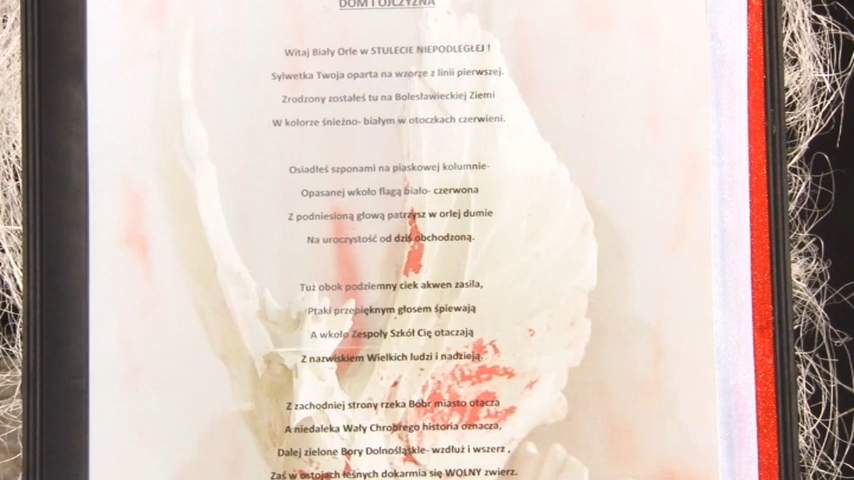 DOM I OJCZYZNA
Witaj Biały Orle w STULECIE NIEPODLEGŁEJ !
Sylwetka Twoja oparta na wzorze z linii pierwszej.
Zrodzony zostałeś tu na Bolesławieckiej Ziemi
W kolorze śnieżno- białym w otoczkach czerwieni.
Osiadłeś szponami na piaskowej kolumnie-
Opasanej wkoło flagą biało- czerwona
Z podniesioną głową patrzysz w orlej dumie
Na uroczystość od dziś obchodzoną.
Tuż obok podziemny ciek akwen zasila,
Ptaki przepięknym głosem śpiewają
A wkoło Zespoły Szkół Cię otaczają
Z nazwiskiem Wielkich ludzi i nadzieją.
Z zachodniej strony rzeka Bóbr miasto otacza
A niedaleka Wały Chrobrego historia oznacza,
Dalej zielone Bory Dolnośląskie- wzdłuż i wszerz ,
Zaś w ostojach leśnych dokarmia się WOLNY zwierz.